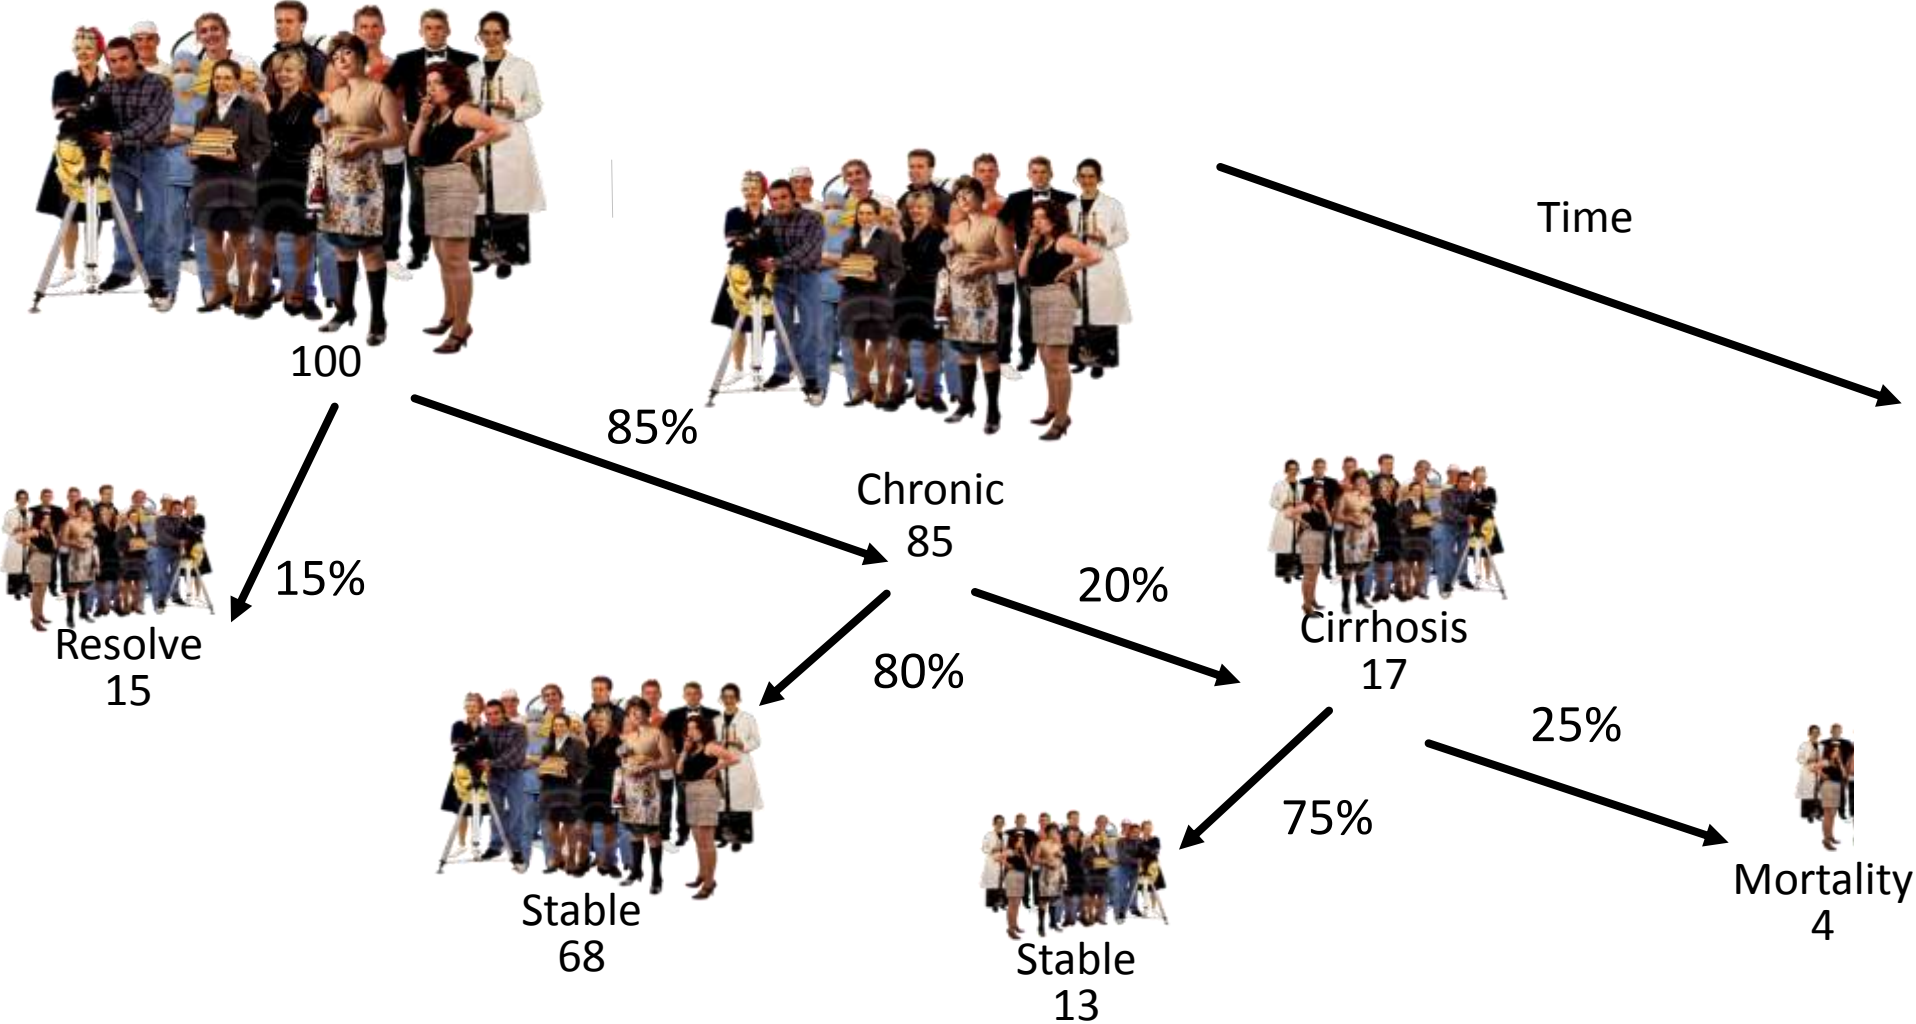 Time
100
85%
Chronic
85
15%
Resolve
15
20%
Cirrhosis
17
80%
25%
75%
Stable
68
Mortality
4
Stable
13